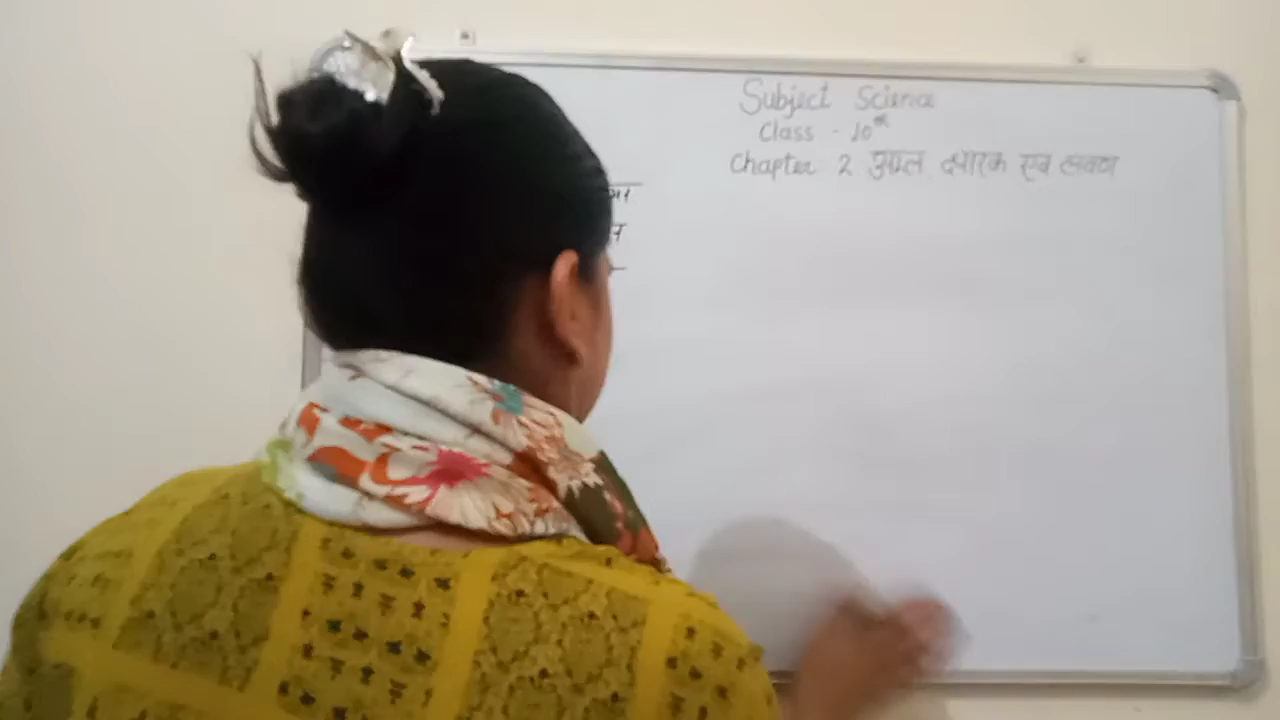 Subject Science
Class - 10th
Chapter 2 अम्ल क्षारक एवं लवण